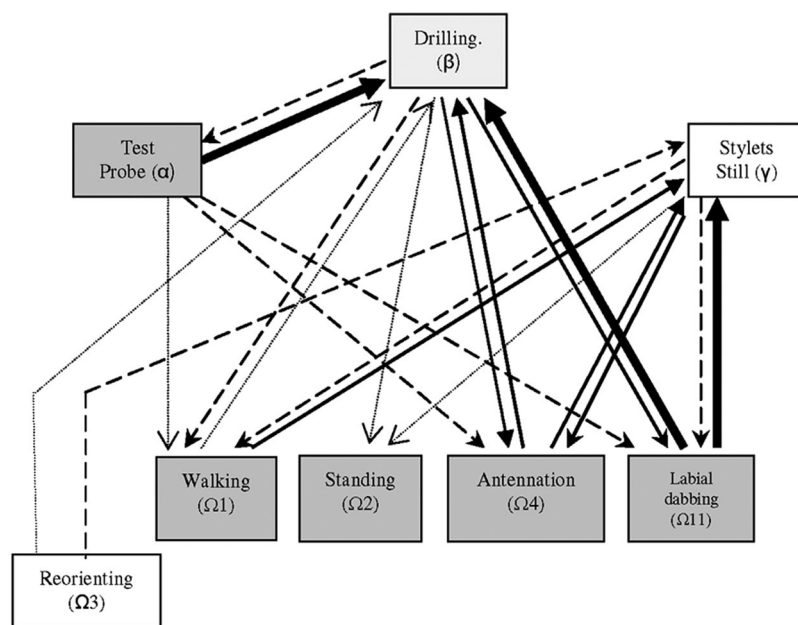 Drilling.
(β)
Test
Probe (α)
Stylets
Still (γ)
Walking
(Ω1)
Standing
(Ω2)
Antennation
(Ω4)
Labial
dabbing
(Ω11)
Reorienting
(Ω3)